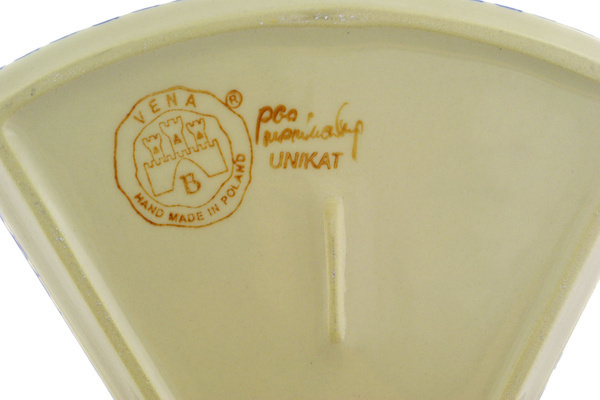 VENA
®
B
HAND MADE IN POLAND
UNIKAT